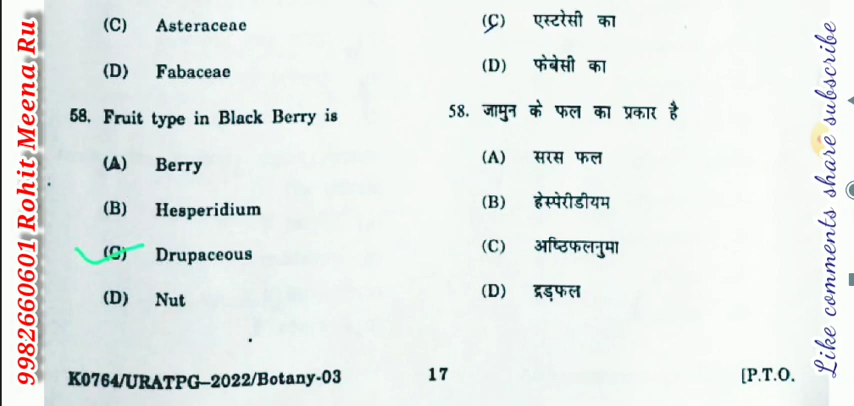 9982660601 Rohit Meena Ru
(C) Asteraceae
(D) Fabaceae
58. Fruit type in Black Berry is
(A) Berry
(B) Hesperidium
(C) Drupaceous
(D) Nut
(C) एस्टरेसी का
(D) फेबेसी का
58. जामुन के फल का प्रकार है
(A) सरस फल
(B) हेस्पेरीडीयम
(C) अष्ठिफलनुमा
(D) द्रड़फल
K0764/URATPG–2022/Botany-03 17 [P.T.O.
Like comments share subscribe